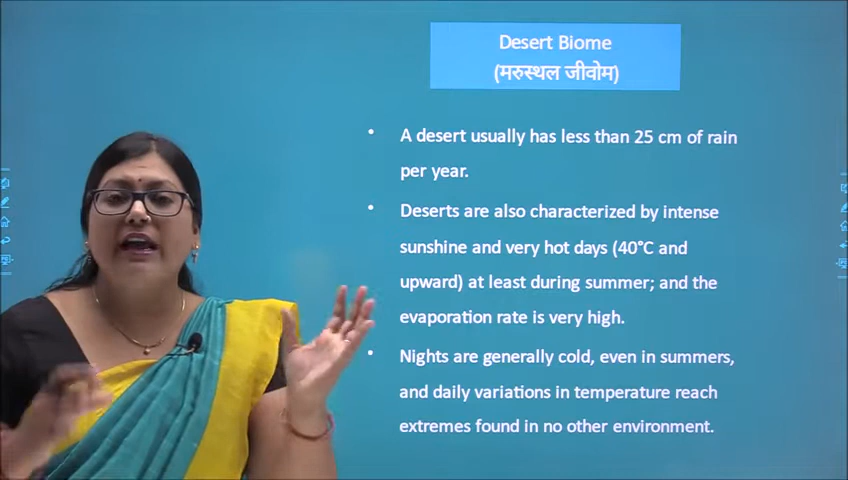 Desert Biome
(मरुस्थल जीवोम)
• A desert usually has less than 25 cm of rain
per year.
• Deserts are also characterized by intense
sunshine and very hot days (40°C and
upward) at least during summer; and the
evaporation rate is very high.
• Nights are generally cold, even in summers,
and daily variations in temperature reach
extremes found in no other environment.